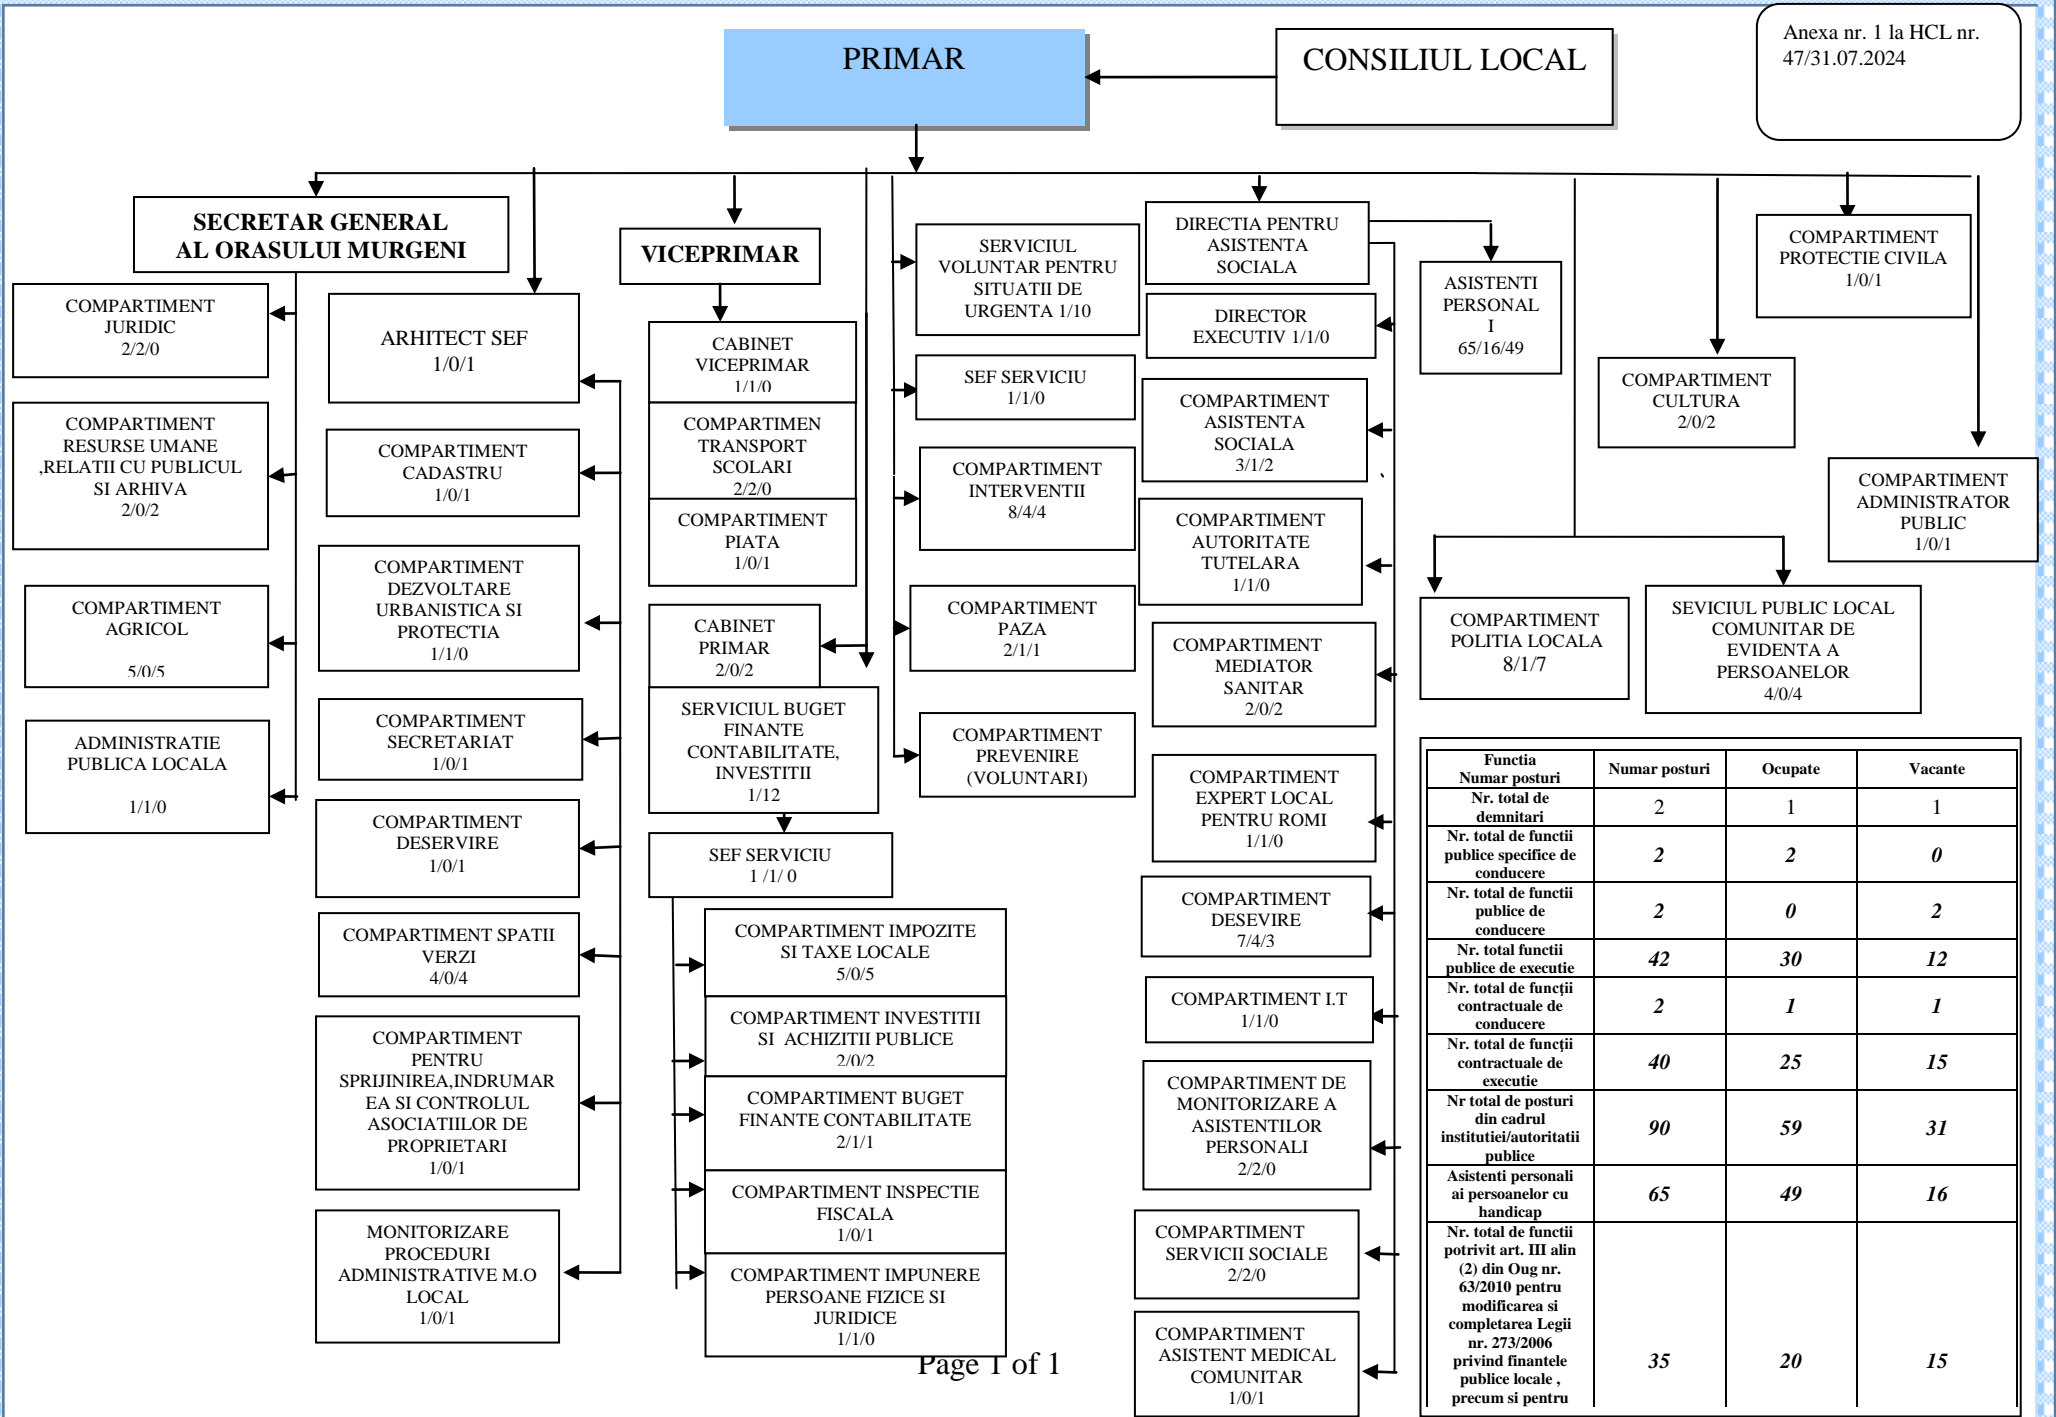 PRIMAR
CONSILIUL LOCAL
Anexa nr. 1 la HCL nr.
47/31.07.2024
SECRETAR GENERAL
AL ORASULUI MURGENI
COMPARTIMENT
JURIDIC
2/2/0
COMPARTIMENT
RESURSE UMANE
,RELATII CU PUBLICUL
SI ARHIVA
2/0/2
COMPARTIMENT
AGRICOL
5/0/5
ADMINISTRATIE
PUBLICA LOCALA
1/1/0
ARHITECT SEF
1/0/1
COMPARTIMENT
CADASTRU
1/0/1
COMPARTIMENT
DEZVOLTARE
URBANISTICA SI
PROTECTIA
1/1/0
COMPARTIMENT
SECRETARIAT
1/0/1
COMPARTIMENT
DESERVIRE
1/0/1
COMPARTIMENT SPATII
VERZI
4/0/4
COMPARTIMENT
PENTRU
SPRIJINIREA,INDRUMAR
EA SI CONTROLUL
ASOCIATIILOR DE
PROPRIETARI
1/0/1
MONITORIZARE
PROCEDURI
ADMINISTRATIVE M.O
LOCAL
1/0/1
VICEPRIMAR
CABINET
VICEPRIMAR
1/1/0
COMPARTIMEN
TRANSPORT
SCOLARI
2/2/0
COMPARTIMENT
PIATA
1/0/1
CABINET
PRIMAR
2/0/2
SERVICIUL BUGET
FINANTE
CONTABILITATE,
INVESTITII
1/12
SEF SERVICIU
1 /1/ 0
COMPARTIMENT IMPOZITE
SI TAXE LOCALE
5/0/5
COMPARTIMENT INVESTITII
SI ACHIZITII PUBLICE
2/0/2
COMPARTIMENT BUGET
FINANTE CONTABILITATE
2/1/1
COMPARTIMENT INSPECTIE
FISCALA
1/0/1
COMPARTIMENT IMPUNERE
PERSOANE FIZICE SI
JURIDICE
1/1/0
SERVICIUL
VOLUNTAR PENTRU
SITUATII DE
URGENTA 1/10
SEF SERVICIU
1/1/0
COMPARTIMENT
INTERVENTII
8/4/4
COMPARTIMENT
PAZA
2/1/1
COMPARTIMENT
PREVENIRE
(VOLUNTARI)
DIRECTIA PENTRU
ASISTENTA
SOCIALA
DIRECTOR
EXECUTIV 1/1/0
COMPARTIMENT
ASISTENTA
SOCIALA
3/1/2
COMPARTIMENT
AUTORITATE
TUTELARA
1/1/0
COMPARTIMENT
MEDIATOR
SANITAR
2/0/2
COMPARTIMENT
EXPERT LOCAL
PENTRU ROMI
1/1/0
COMPARTIMENT
DESEVIRE
7/4/3
COMPARTIMENT I.T
1/1/0
COMPARTIMENT DE
MONITORIZARE A
ASISTENTILOR
PERSONALI
2/2/0
COMPARTIMENT
SERVICII SOCIALE
2/2/0
COMPARTIMENT
ASISTENT MEDICAL
COMUNITAR
1/0/1
ASISTENTI
PERSONAL
I
65/16/49
COMPARTIMENT
CULTURA
2/0/2
COMPARTIMENT
PROTECTIE CIVILA
1/0/1
COMPARTIMENT
ADMINISTRATOR
PUBLIC
1/0/1
COMPARTIMENT
POLITIA LOCALA
8/1/7
SEVICIUL PUBLIC LOCAL
COMUNITAR DE
EVIDENTA A
PERSOANELOR
4/0/4
Functia
Numar posturi Numar posturi Ocupate Vacante
Nr. total de
demnitari 2 1 1
Nr. total de functii
publice specifice de 2 2 0
conducere
Nr. total de functii
publice de 2 0 2
conducere
Nr. total functii
publice de executie 42 30 12
Nr. total de funcții
contractuale de 2 1 1
conducere
Nr. total de funcții
contractuale de 40 25 15
executie
Nr total de posturi
din cadrul
institutiei/autoritatii 90 59 31
publice
Asistenti personali
ai persoanelor cu 65 49 16
handicap
Nr. total de functii
potrivit art. III alin
(2) din Oug nr.
63/2010 pentru
modificarea si
completarea Legii
nr. 273/2006
privind finantele 35 20 15
publice locale ,
precum si pentru
Page 1 of 1